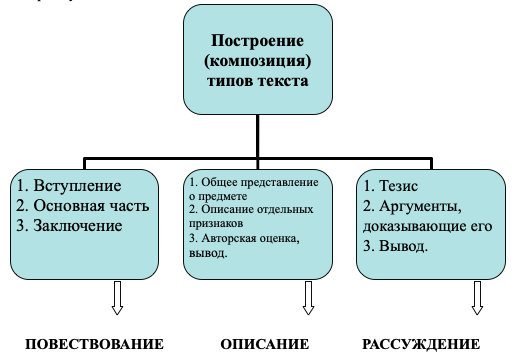 Построение
(композиция)
типов текста
1. Вступление
2. Основная часть
3. Заключение
1. Общее представление
о предмете
2. Описание отдельных
признаков
3. Авторская оценка,
вывод.
1. Тезис
2. Аргументы,
доказывающие его
3. Вывод.
ПОВЕСТВОВАНИЕ
ОПИСАНИЕ
РАССУЖДЕНИЕ